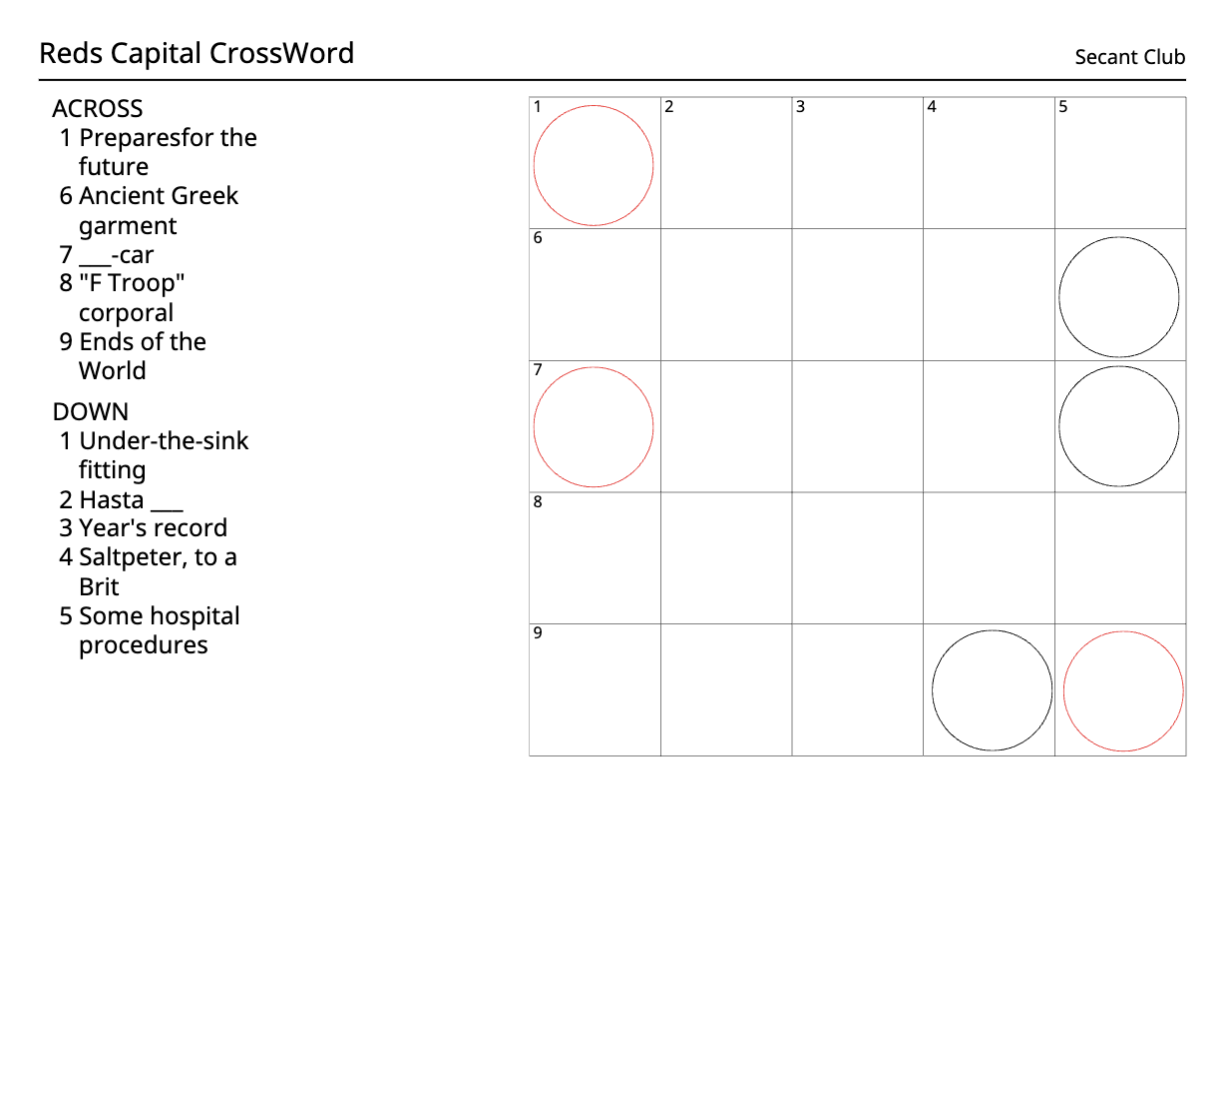 Reds Capital CrossWord
Secant Club
ACROSS
1 Preparesfor the
future
6 Ancient Greek
garment
7 ___-car
8 "F Troop"
corporal
9 Ends of the
World
DOWN
1 Under-the-sink
fitting
2 Hasta ___
3 Year's record
4 Saltpeter, to a
Brit
5 Some hospital
procedures
1 2 3 4 5
6
7
8
9